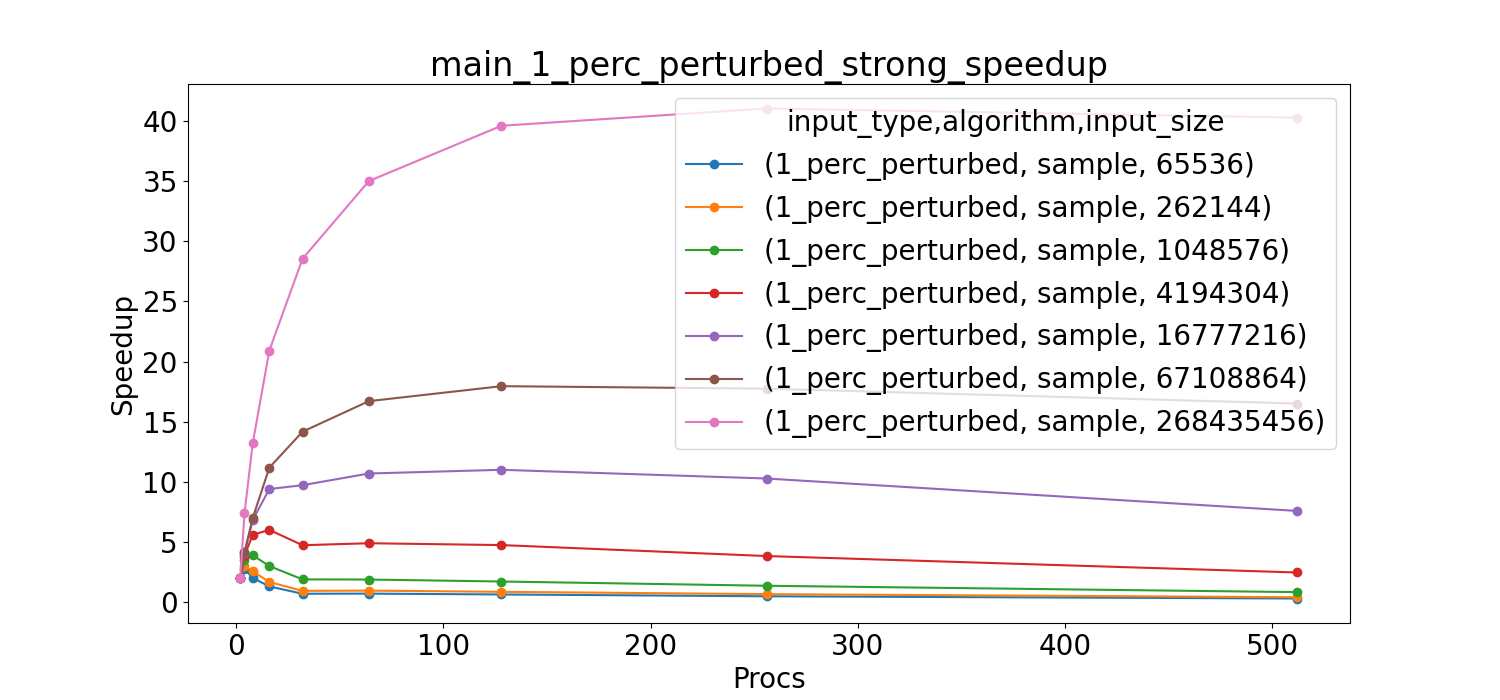 main_1_perc_perturbed_strong_speedup
input_type,algorithm,input_size
(1_perc_perturbed, sample, 65536)
(1_perc_perturbed, sample, 262144)
(1_perc_perturbed, sample, 1048576)
(1_perc_perturbed, sample, 4194304)
(1_perc_perturbed, sample, 16777216)
(1_perc_perturbed, sample, 67108864)
(1_perc_perturbed, sample, 268435456)
Speedup
40
35
30
25
20
15
10
5
0
0 100 200 300 400 500
Procs